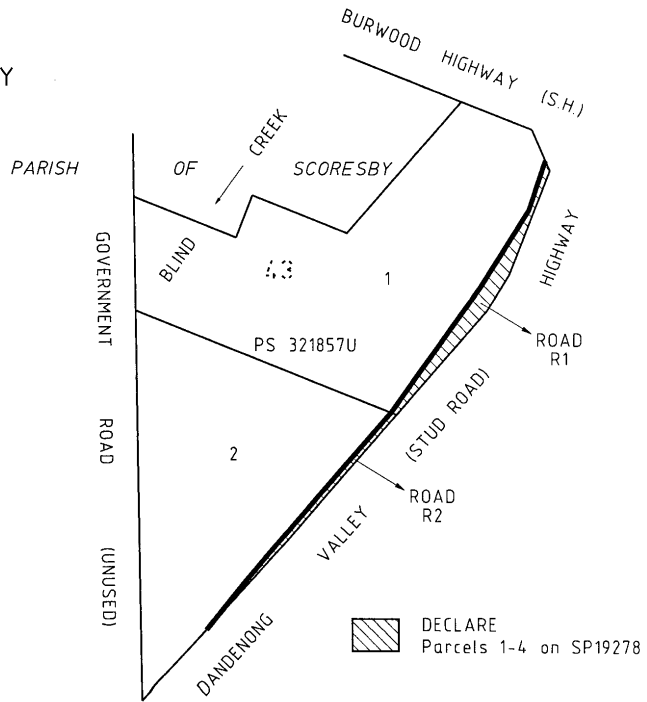 BURWOOD HIGHWAY (S.H.)
Y
CREEK
PARISH OF SCORESBY
BLIND
43
1
HIGHWAY
GOVERNMENT
PS 321857U
ROAD
R1
(STUD ROAD)
ROAD
2
ROAD
R2
VALLEY
(UNUSED)
DANDENONG
DECLARE
Parcels 1-4 on SP19278